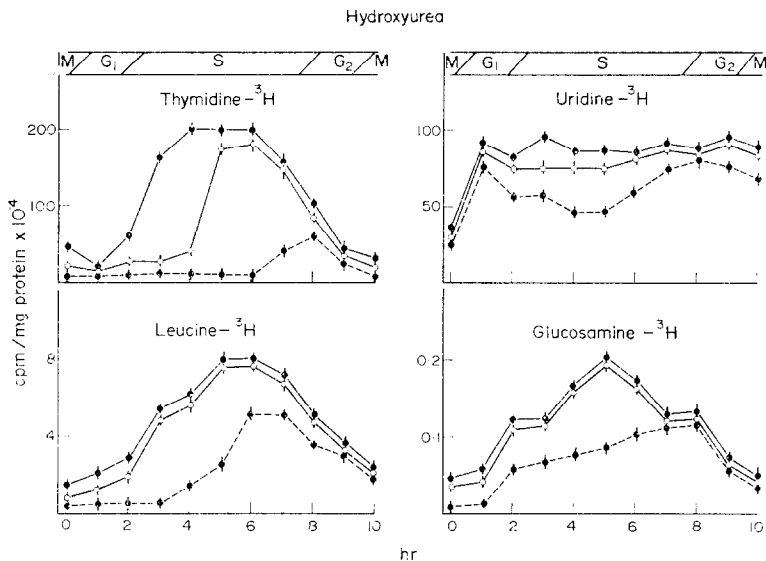 Hydroxyurea
M G₁ S G₂ M
M G₁ S G₂ M
Thymidine-³H
Uridine-³H
200
100
100
50
cpm/mg protein x 10⁻⁴
Leucine-³H
Glucosamine-³H
8
4
0.2
0.1
0 2 4 6 8 10
0 2 4 6 8 10
hr